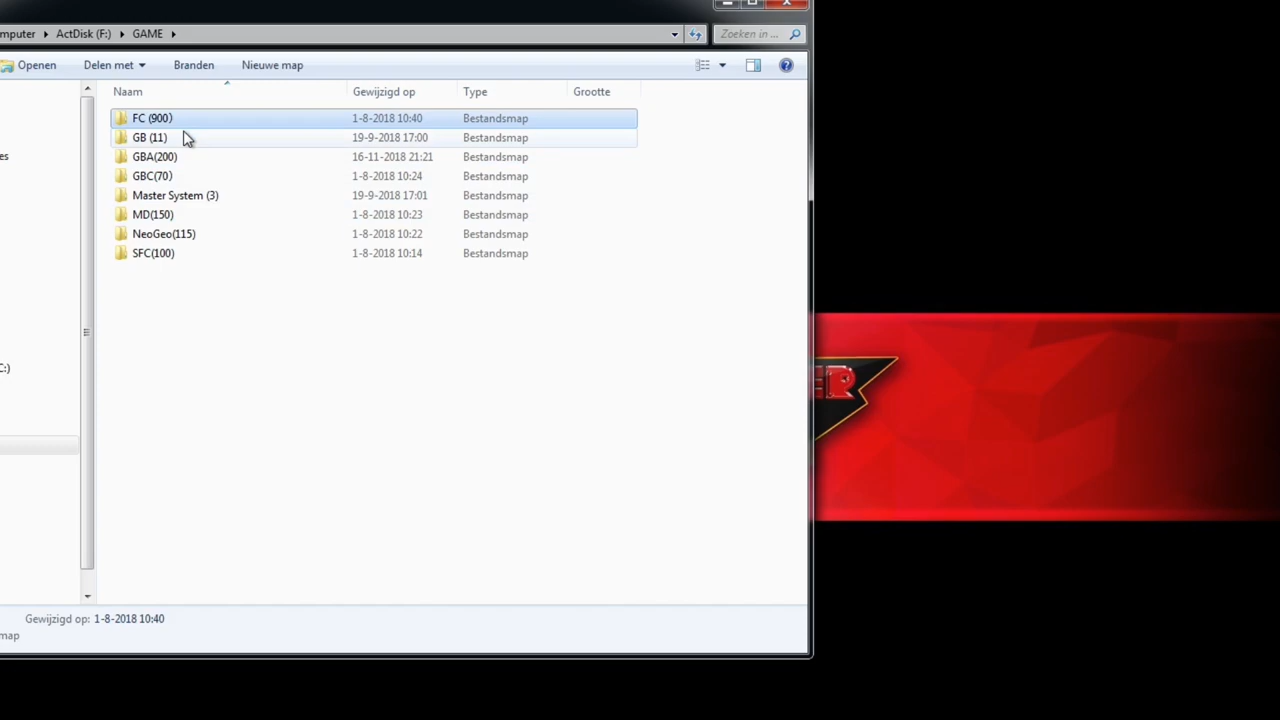 mputer ▸ ActDisk (F:) ▸ GAME ▸ Zoeken in ...
Openen Delen met Branden Nieuwe map
Naam Gewijzigd op Type Grootte
FC (900) 1-8-2018 10:40 Bestandsmap
GB (11) 19-9-2018 17:00 Bestandsmap
es
GBA(200) 16-11-2018 21:21 Bestandsmap
GBC(70) 1-8-2018 10:24 Bestandsmap
Master System (3) 19-9-2018 17:01 Bestandsmap
MD(150) 1-8-2018 10:23 Bestandsmap
NeoGeo(115) 1-8-2018 10:22 Bestandsmap
SFC(100) 1-8-2018 10:14 Bestandsmap
C:)
ER
Gewijzigd op: 1-8-2018 10:40
map